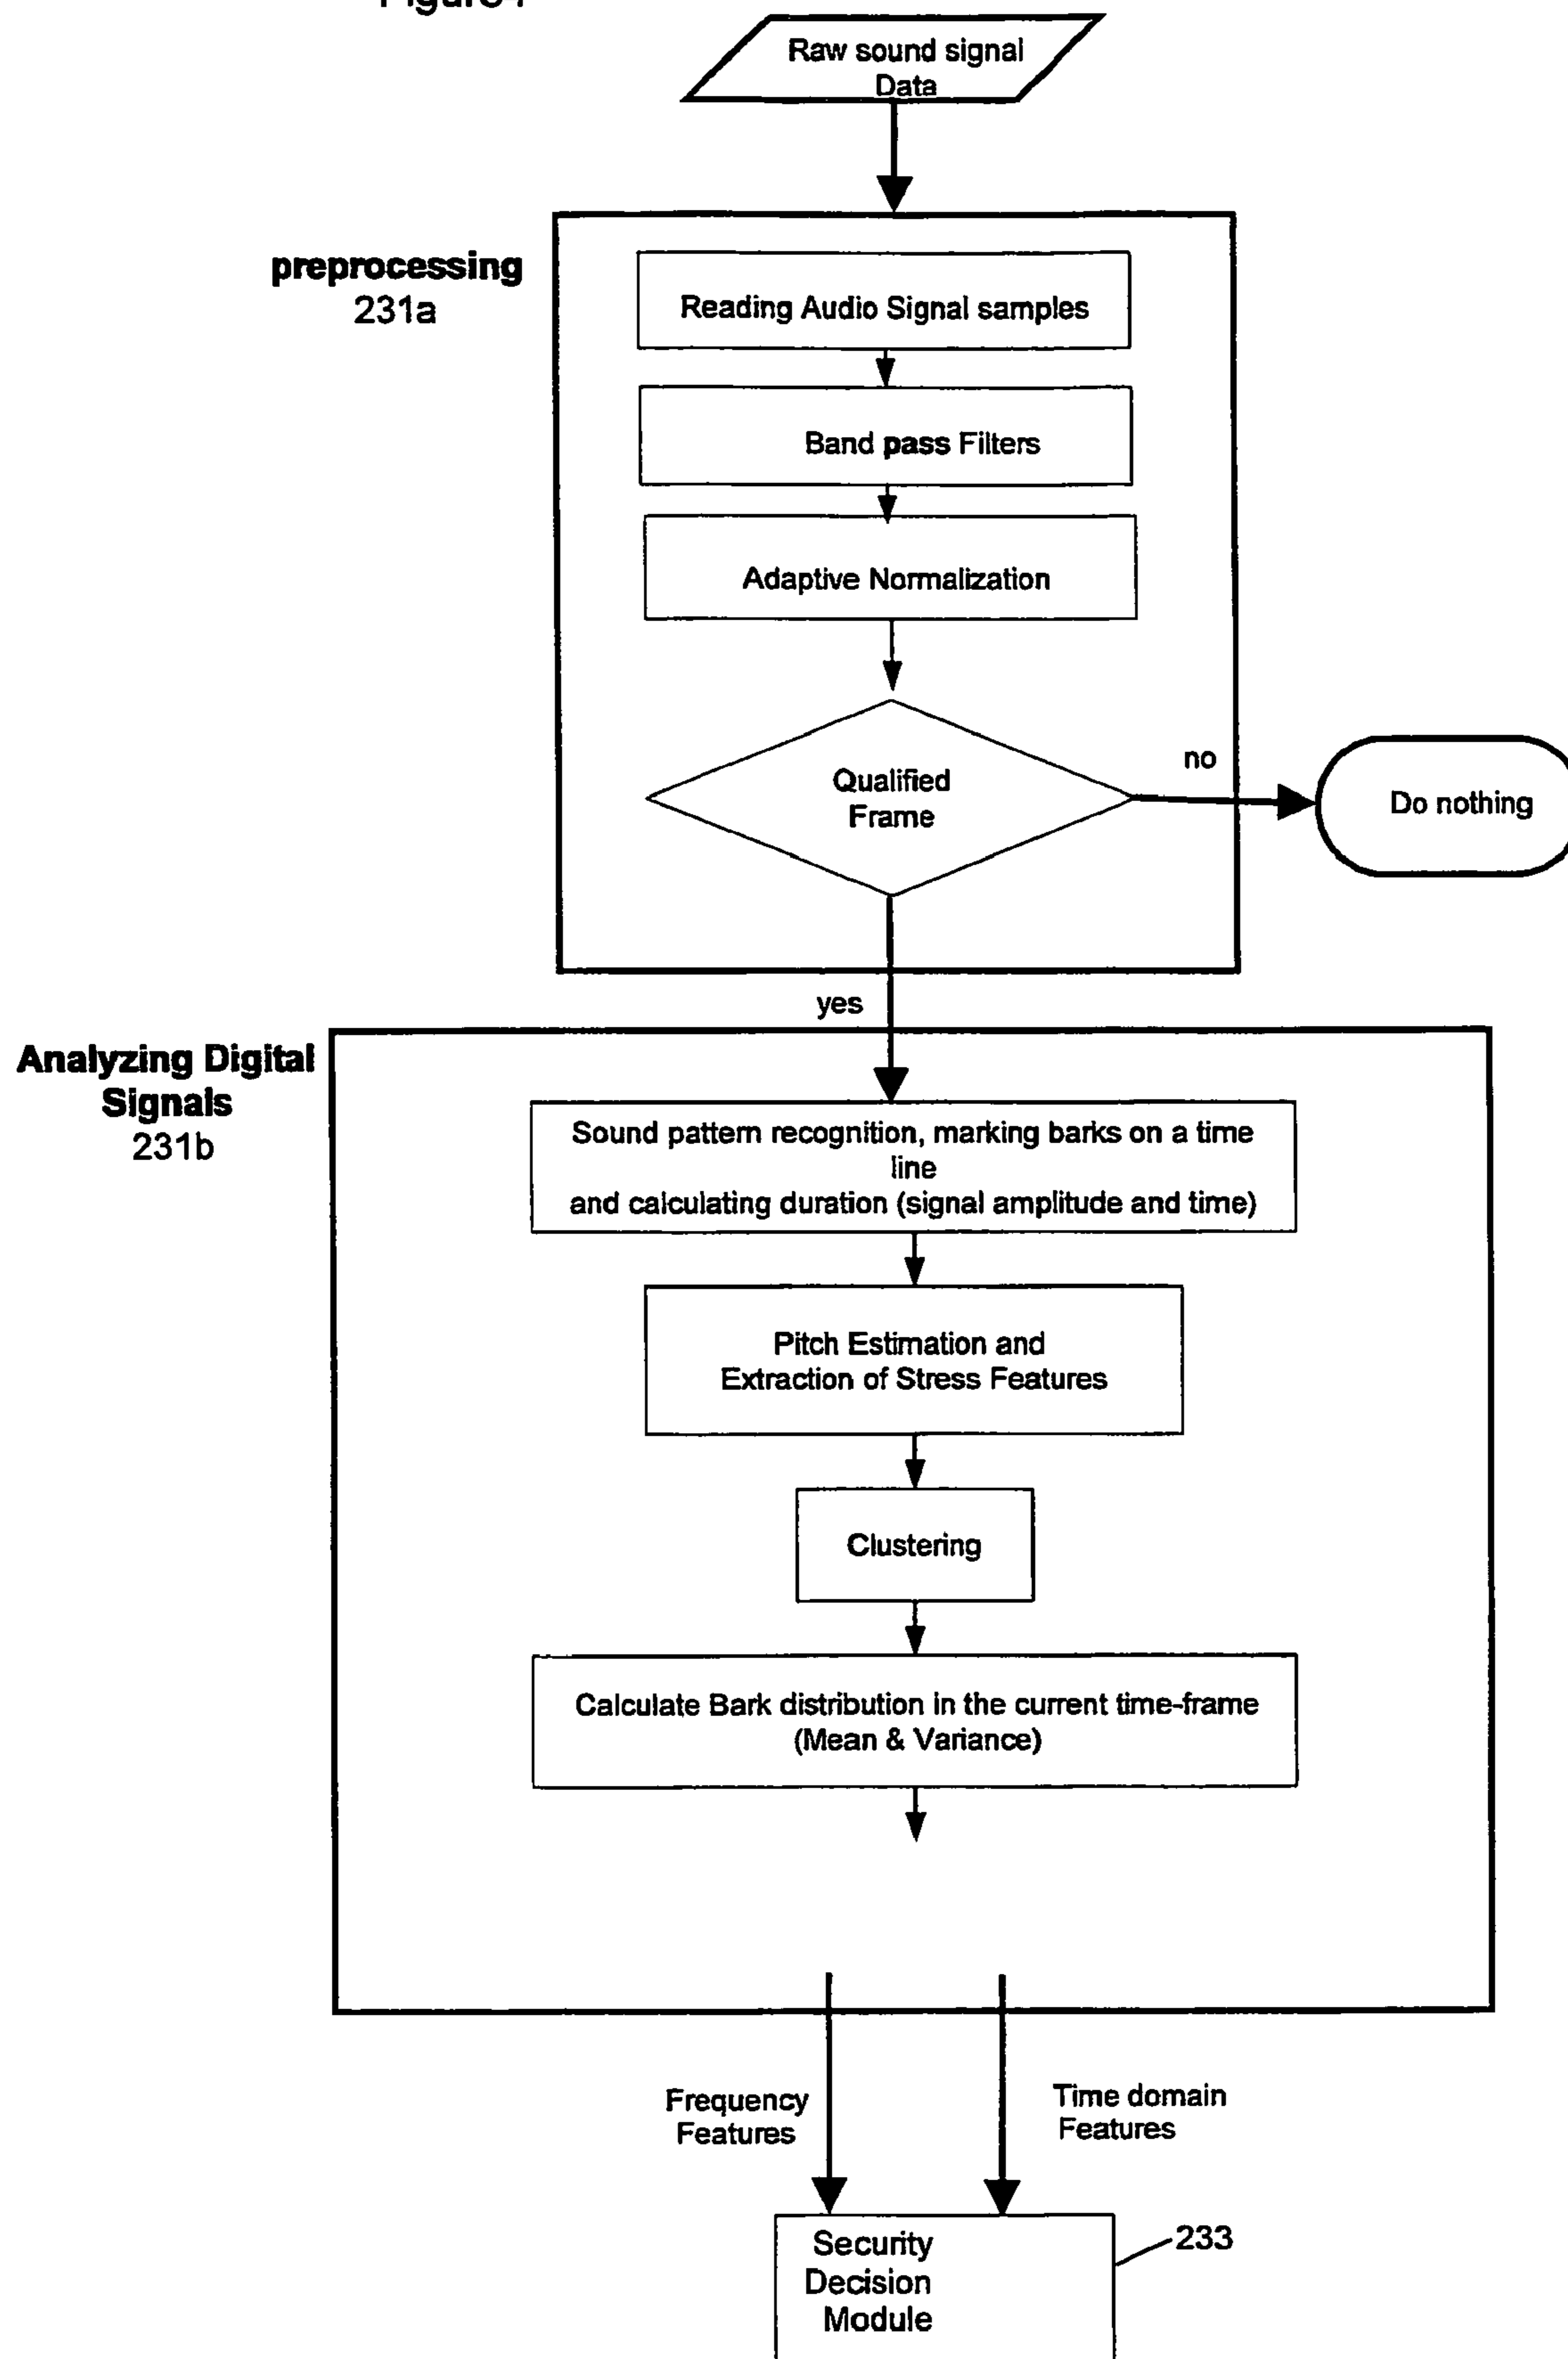 Raw sound signal
Data
preprocessing
231a
Reading Audio Signal samples
Band pass Filters
Adaptive Normalization
Qualified
Frame
no
Do nothing
yes
Analyzing Digital
Signals
231b
Sound pattern recognition, marking barks on a time
line
and calculating duration (signal amplitude and time)
Pitch Estimation and
Extraction of Stress Features
Clustering
Calculate Bark distribution in the current time-frame
(Mean & Variance)
Frequency
Features
Time domain
Features
Security
Decision
Module
233